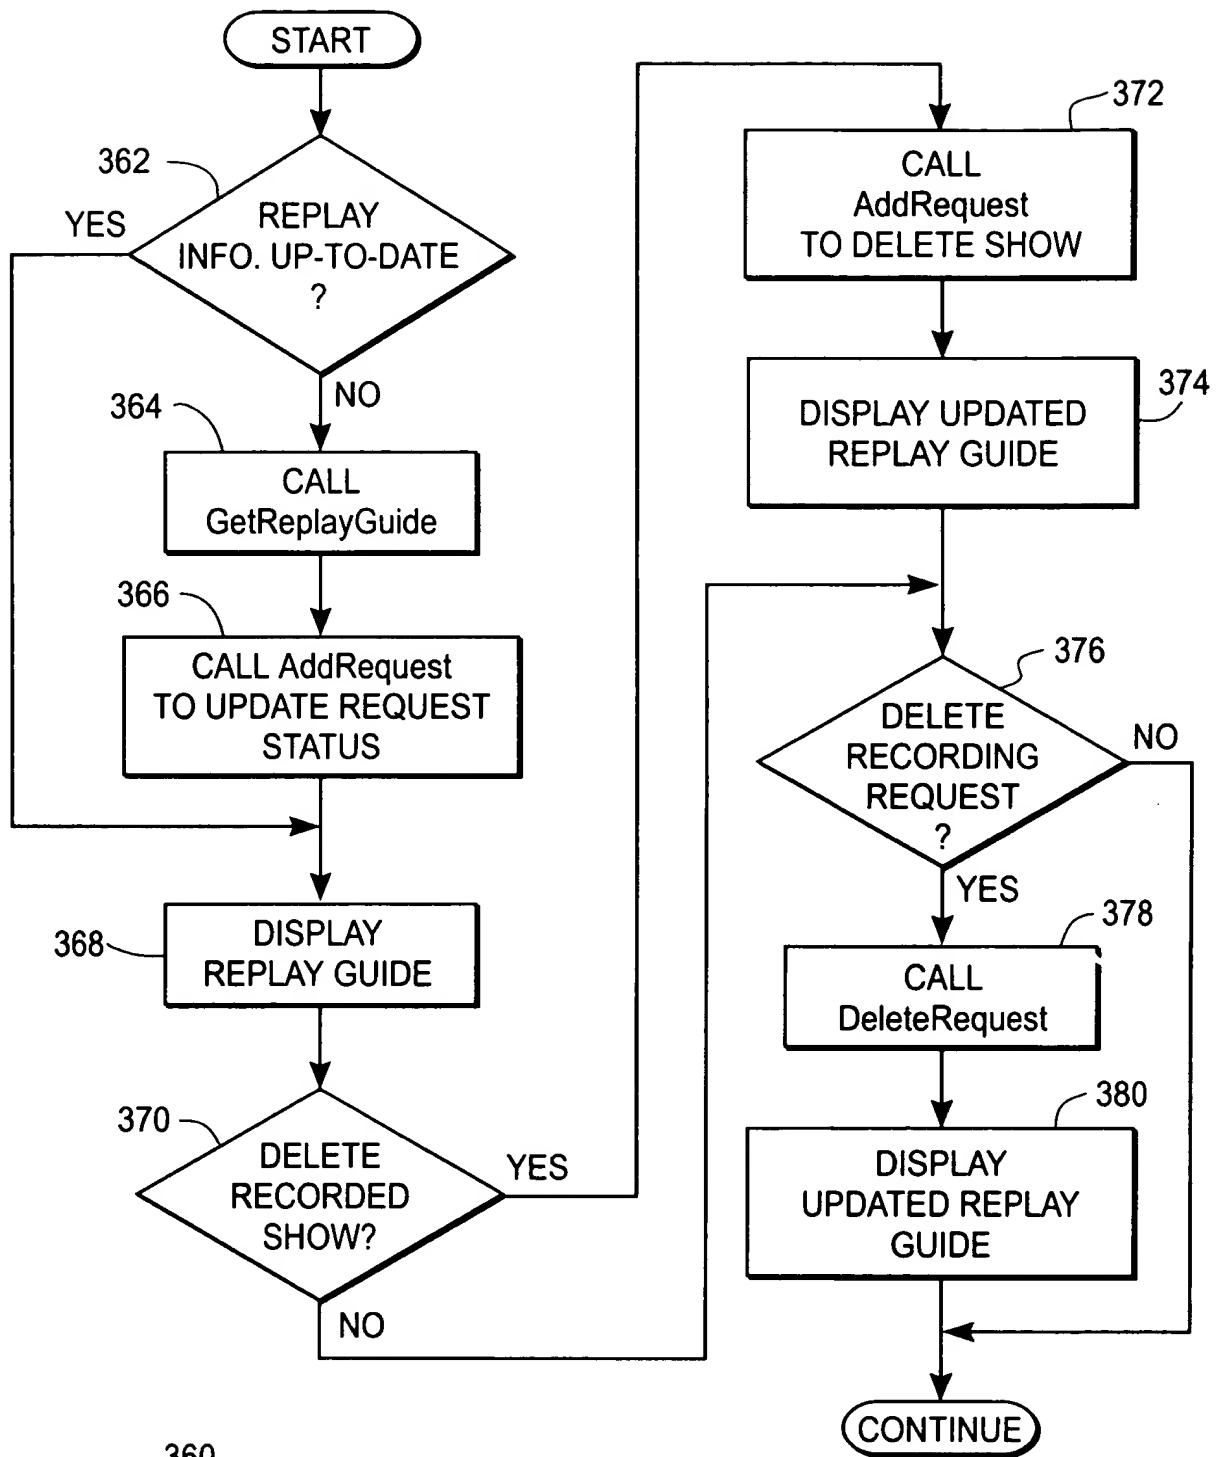 START
362
YES
REPLAY
INFO. UP-TO-DATE
?
NO
364
CALL
GetReplayGuide
366
CALL AddRequest
TO UPDATE REQUEST
STATUS
368
DISPLAY
REPLAY GUIDE
370
DELETE
RECORDED
SHOW?
YES
NO
372
CALL
AddRequest
TO DELETE SHOW
374
DISPLAY UPDATED
REPLAY GUIDE
376
DELETE
RECORDING
REQUEST
?
NO
YES
378
CALL
DeleteRequest
380
DISPLAY
UPDATED REPLAY
GUIDE
CONTINUE
360